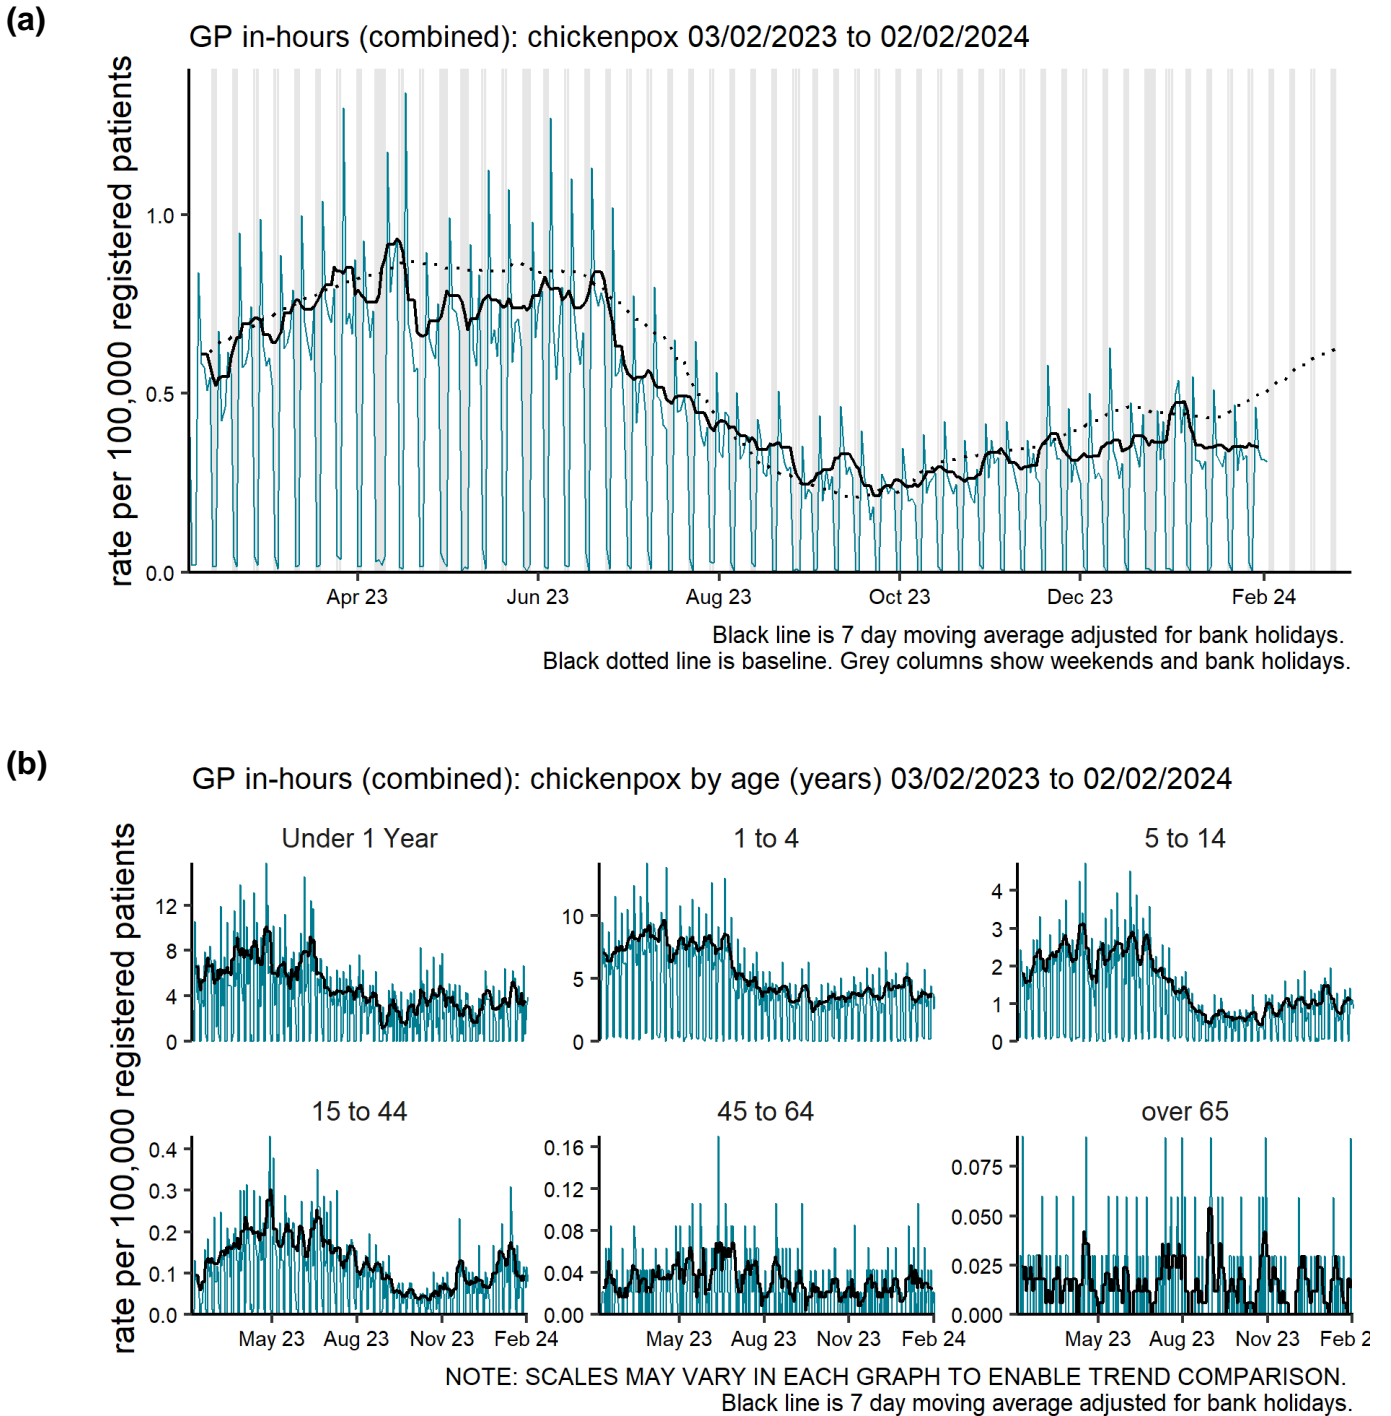 (a)
GP in-hours (combined): chickenpox 03/02/2023 to 02/02/2024
rate per 100,000 registered patients
1.0
0.5
0.0
Apr 23 Jun 23 Aug 23 Oct 23 Dec 23 Feb 24
Black line is 7 day moving average adjusted for bank holidays.
Black dotted line is baseline. Grey columns show weekends and bank holidays.
(b)
GP in-hours (combined): chickenpox by age (years) 03/02/2023 to 02/02/2024
rate per 100,000 registered patients
Under 1 Year
12
8
4
0
1 to 4
10
5
0
5 to 14
4
3
2
1
0
15 to 44
0.4
0.3
0.2
0.1
0.0
May 23 Aug 23 Nov 23 Feb 24
45 to 64
0.16
0.12
0.08
0.04
0.00
May 23 Aug 23 Nov 23 Feb 24
over 65
0.075
0.050
0.025
0.000
May 23 Aug 23 Nov 23 Feb 2
NOTE: SCALES MAY VARY IN EACH GRAPH TO ENABLE TREND COMPARISON.
Black line is 7 day moving average adjusted for bank holidays.